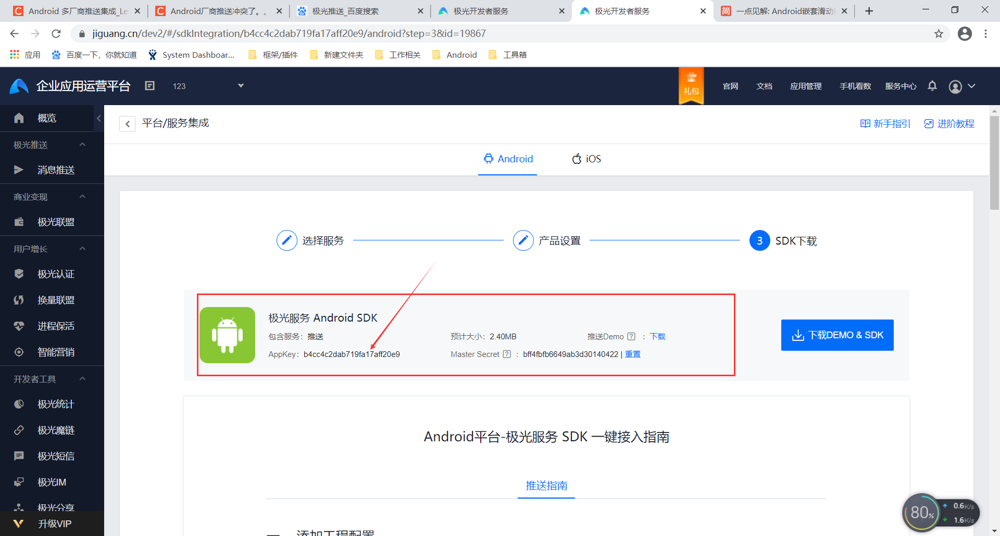 Android 多厂商推送集成_Le
Android厂商推送冲突了。。
极光推送_百度搜索
极光开发者服务
极光开发者服务
一点见解: Android嵌套滑动
jiguang.cn/dev2/#/sdkIntegration/b4cc4c2dab719fa17aff20e9/android?step=3&id=19867
应用
百度一下，你就知道
System Dashboar...
框架/插件
新建文件夹
工作相关
Android
工具箱
企业应用运营平台
123
礼包
官网
文档
应用管理
手机看数
服务中心
概览
极光推送
消息推送
商业变现
极光联盟
用户增长
极光认证
换量联盟
进程保活
智能营销
开发者工具
极光统计
极光魔链
极光短信
极光IM
极光分享
升级VIP
平台/服务集成
新手指引
进阶教程
Android
iOS
选择服务
产品设置
3 SDK下载
极光服务 Android SDK
包含服务：推送
预计大小：2.40MB
推送Demo ? ： 下载
AppKey：b4cc4c2dab719fa17aff20e9
Master Secret ? ： bff4fbfb6649ab3d30140422 | 重置
下载DEMO & SDK
Android平台-极光服务 SDK 一键接入指南
推送指南
一 添加工程配置
80%
0.6K/s
1.6K/s